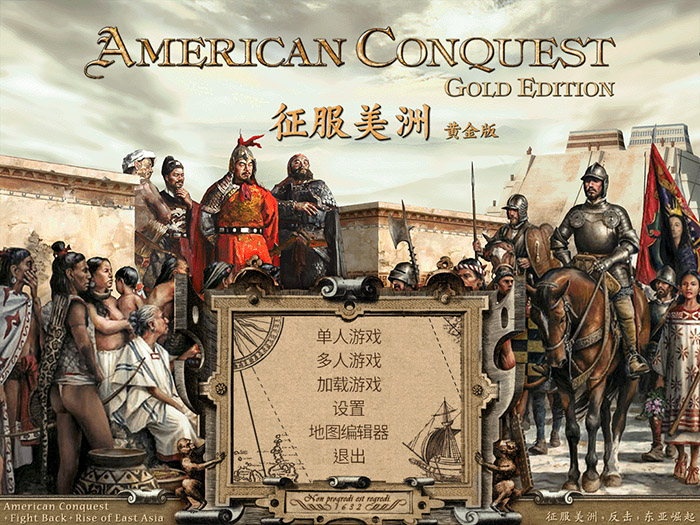 AMERICAN CONQUEST
GOLD EDITION
征服美洲 黄金版
单人游戏
多人游戏
加载游戏
设置
地图编辑器
退出
Non progredi est regredi
1632
American Conquest
· Fight Back · Rise of East Asia
征服美洲 · 反击 · 东亚崛起